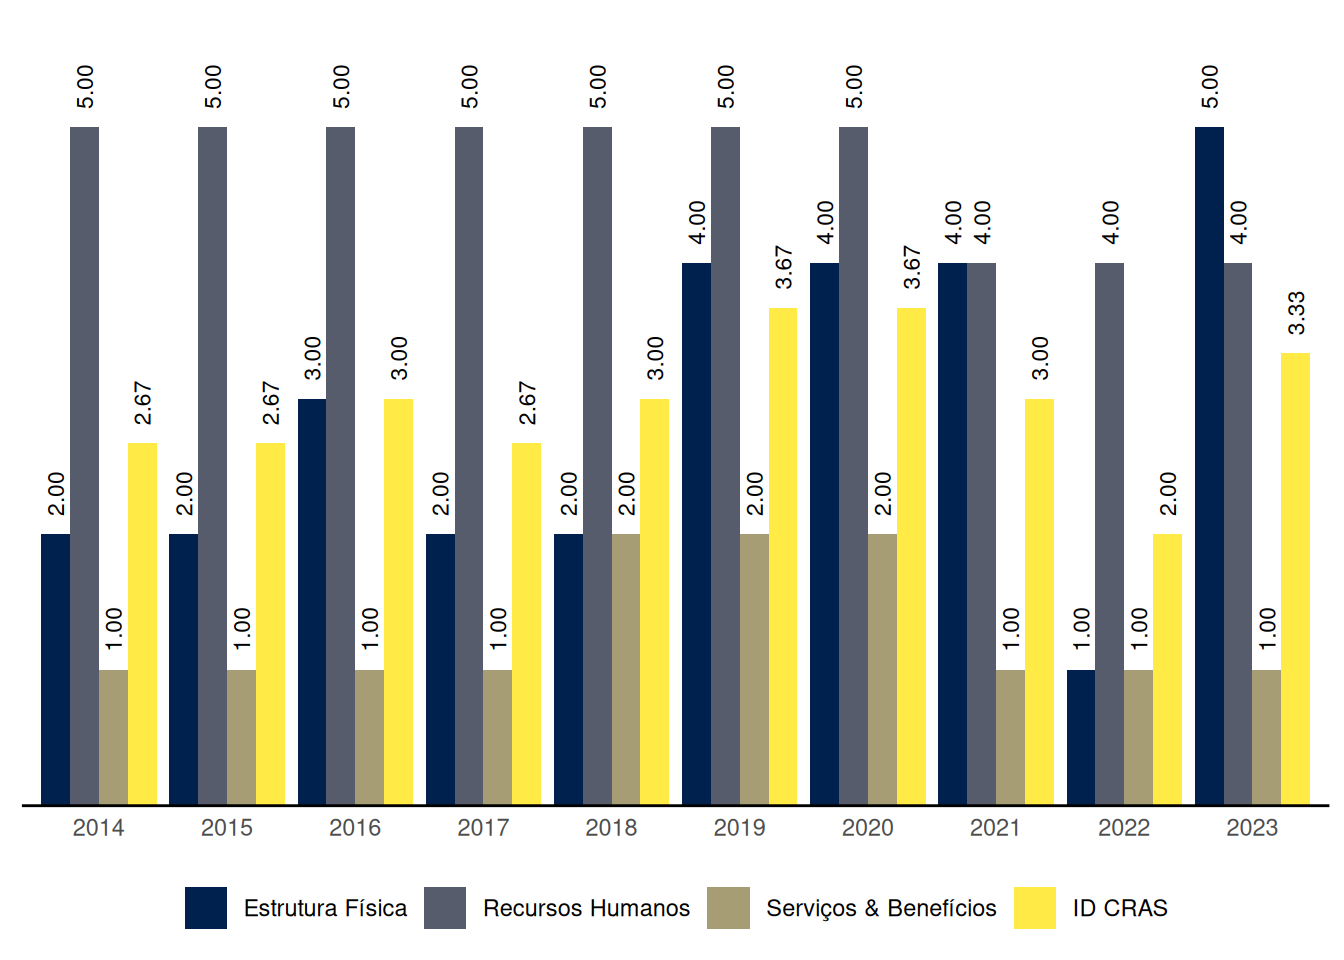 5.00 5.00 5.00 5.00 5.00 5.00 5.00 5.00
4.00 4.00 4.00 4.00 4.00 4.00
3.67 3.67
3.33
3.00 3.00 3.00 3.00
2.67 2.67 2.67
2.00 2.00 2.00 2.00 2.00 2.00 2.00 2.00
1.00 1.00 1.00 1.00 1.00 1.00 1.00 1.00
2014 2015 2016 2017 2018 2019 2020 2021 2022 2023
Estrutura Física Recursos Humanos Serviços & Benefícios ID CRAS